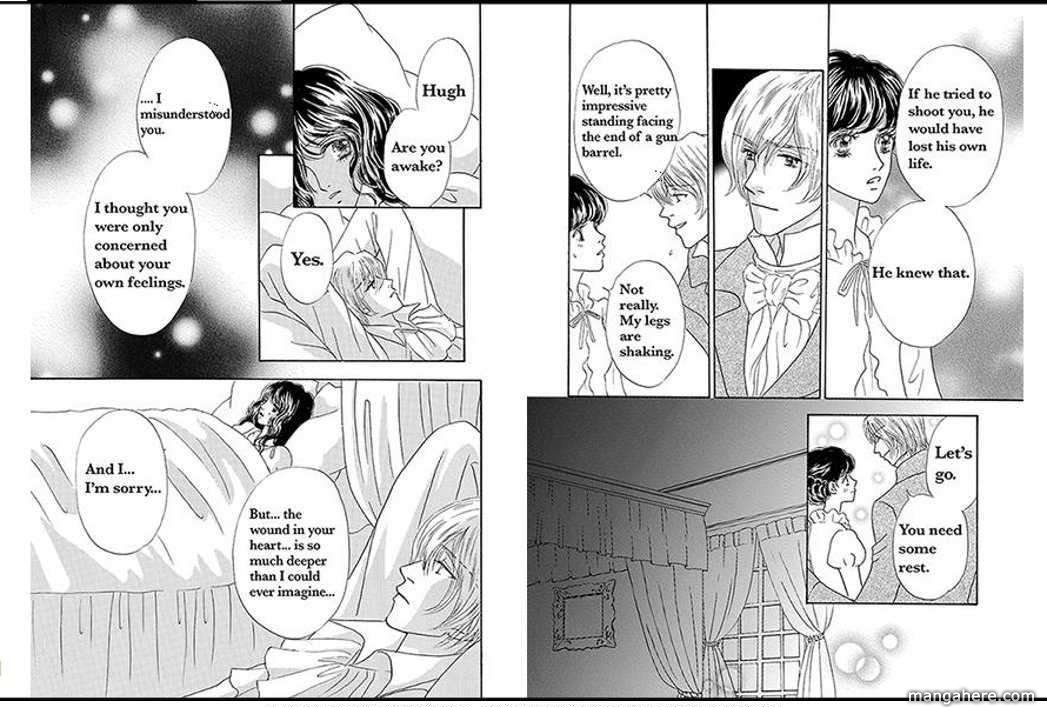 If he tried to
shoot you, he
would have
lost his own
life.
He knew that.
Well, it's pretty
impressive
standing facing
the end of a gun
barrel.
Not
really.
My legs
are
shaking.
Let's
go.
You need
some
rest.
Hugh
Are you
awake?
Yes.
.... I
misunderstood
you.
I thought you
were only
concerned
about your
own feelings.
And I...
I'm sorry...
But... the
wound in your
heart... is so
much deeper
than I could
ever imagine...
mangahere.com